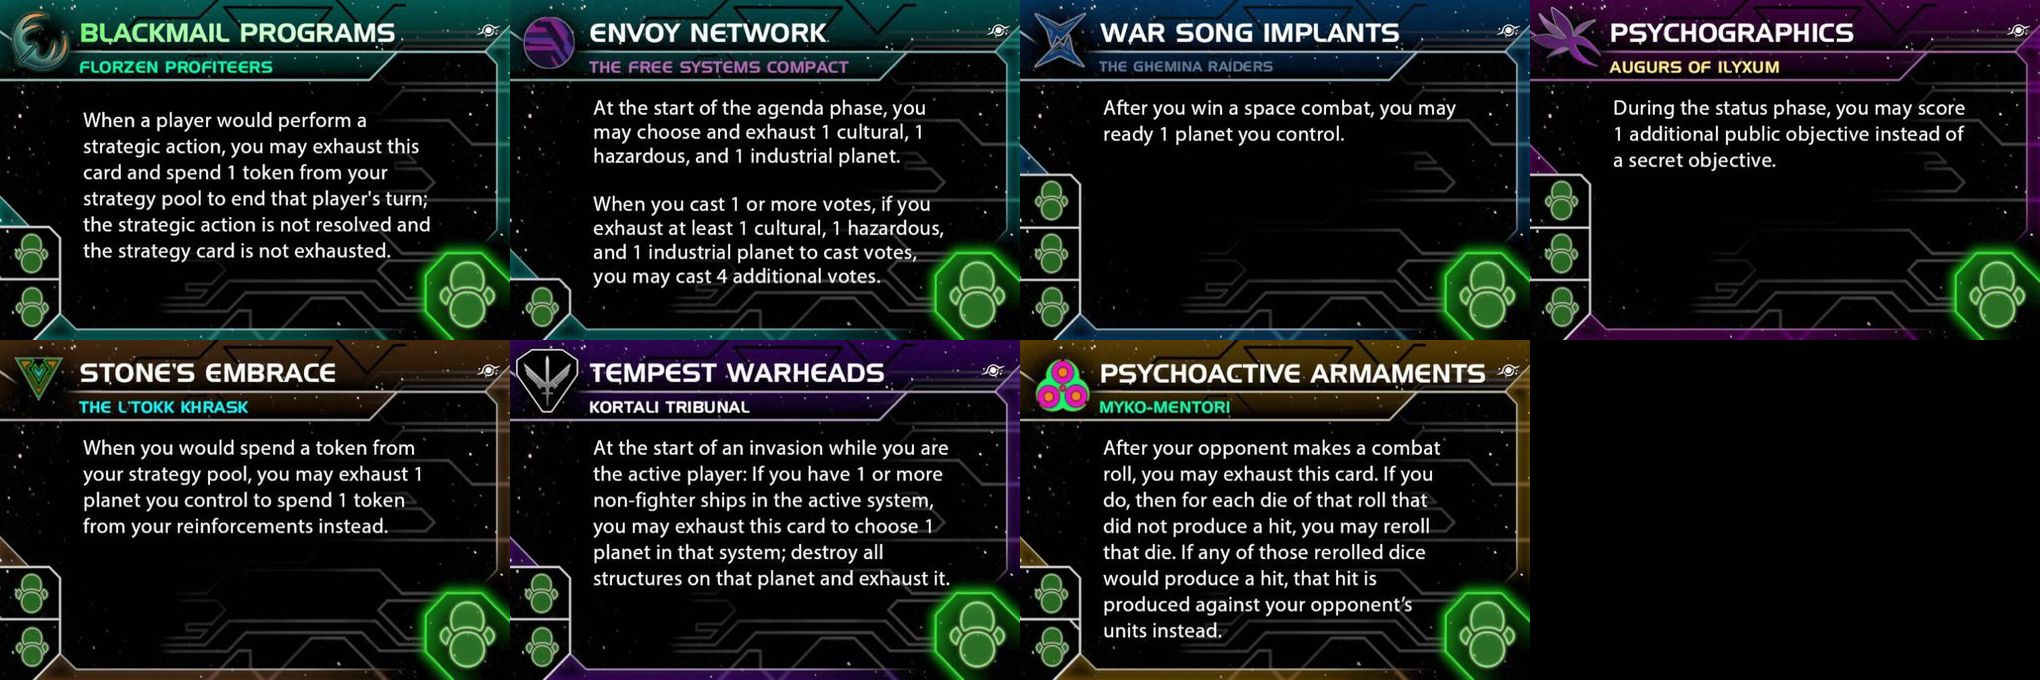 BLACKMAIL PROGRAMS
FLORZEN PROFITEERS
When a player would perform a
strategic action, you may exhaust this
card and spend 1 token from your
strategy pool to end that player's turn;
the strategic action is not resolved and
the strategy card is not exhausted.
ENVOY NETWORK
THE FREE SYSTEMS COMPACT
At the start of the agenda phase, you
may choose and exhaust 1 cultural, 1
hazardous, and 1 industrial planet.
When you cast 1 or more votes, if you
exhaust at least 1 cultural, 1 hazardous,
and 1 industrial planet to cast votes,
you may cast 4 additional votes.
WAR SONG IMPLANTS
THE GHEMINA RAIDERS
After you win a space combat, you may
ready 1 planet you control.
PSYCHOGRAPHICS
AUGURS OF ILYXUM
During the status phase, you may score
1 additional public objective instead of
a secret objective.
STONE'S EMBRACE
THE L'TOKK KHRASK
When you would spend a token from
your strategy pool, you may exhaust 1
planet you control to spend 1 token
from your reinforcements instead.
TEMPEST WARHEADS
KORTALI TRIBUNAL
At the start of an invasion while you are
the active player: If you have 1 or more
non-fighter ships in the active system,
you may exhaust this card to choose 1
planet in that system; destroy all
structures on that planet and exhaust it.
PSYCHOACTIVE ARMAMENTS
MYKO-MENTORI
After your opponent makes a combat
roll, you may exhaust this card. If you
do, then for each die of that roll that
did not produce a hit, you may reroll
that die. If any of those rerolled dice
would produce a hit, that hit is
produced against your opponent’s
units instead.